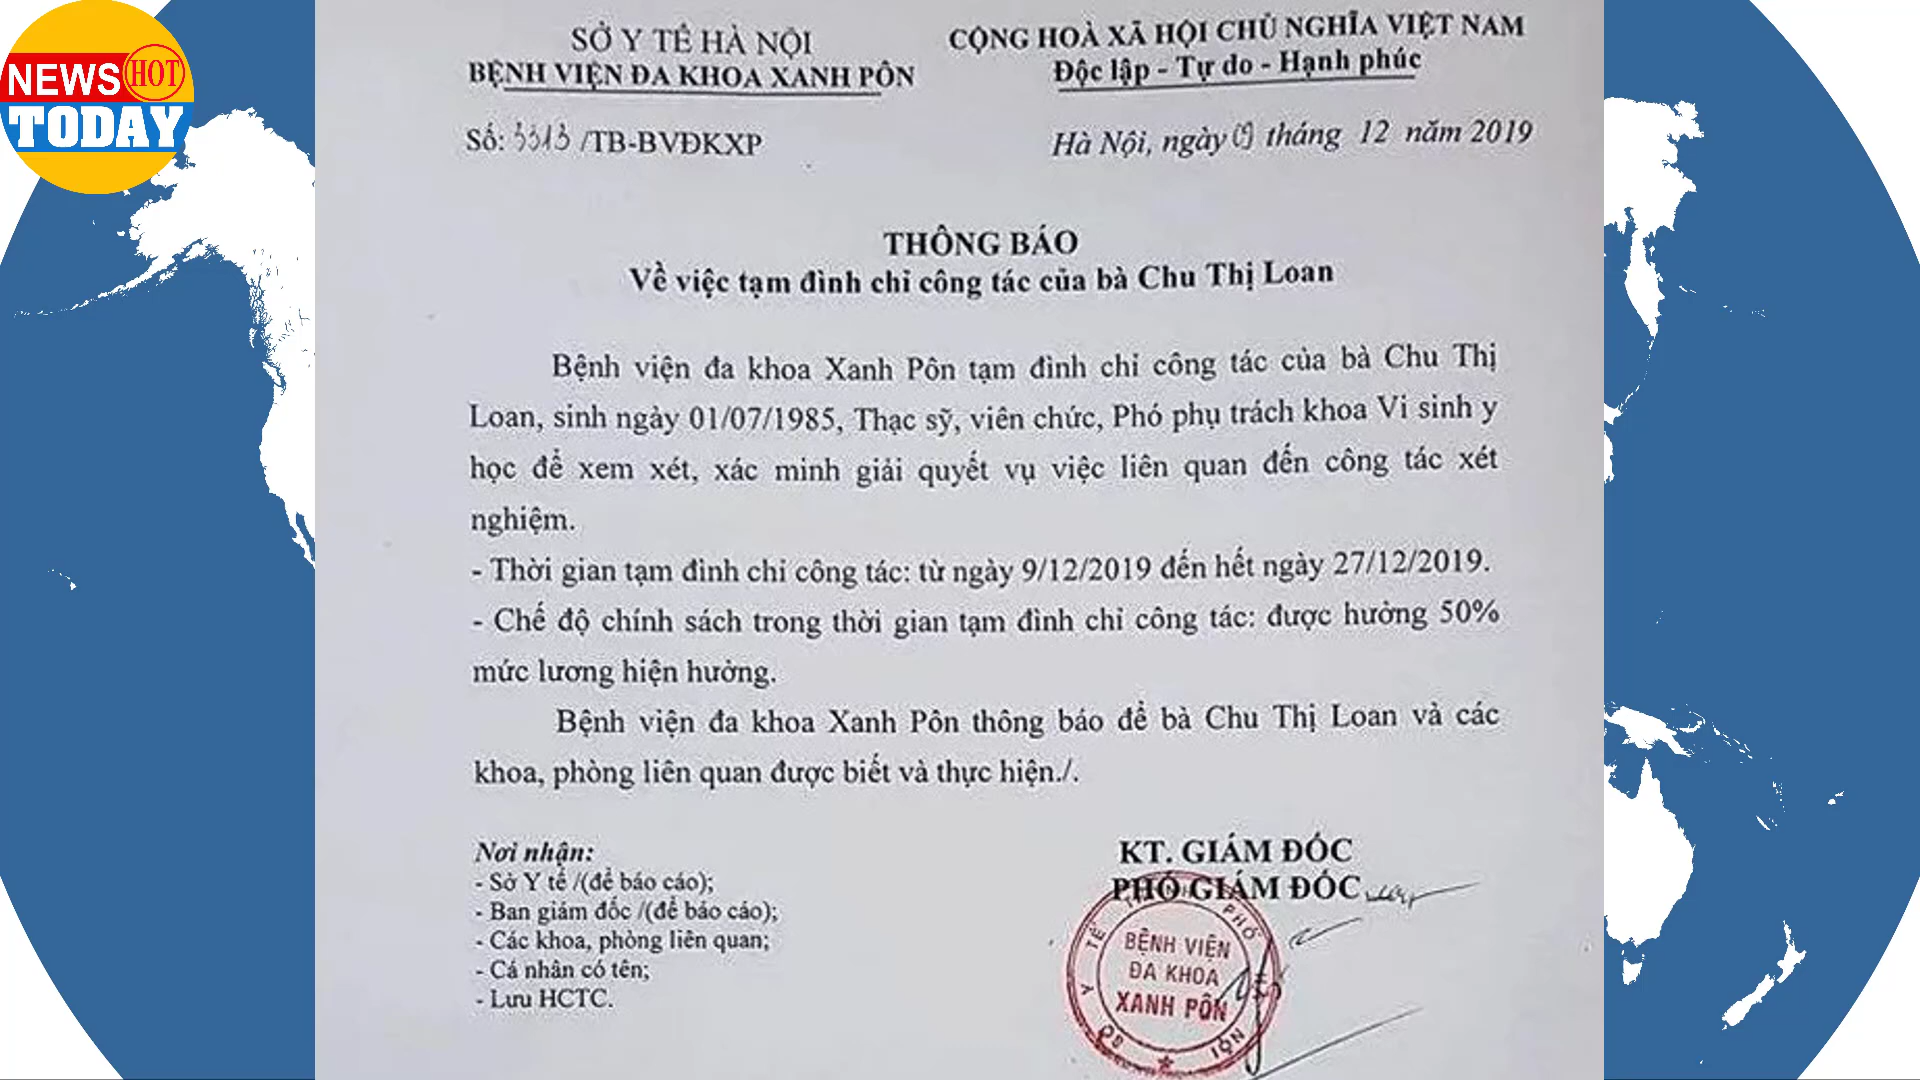 NEWS HOT
TODAY
SỞ Y TẾ HÀ NỘI
BỆNH VIỆN ĐA KHOA XANH PÔN
CỘNG HOÀ XÃ HỘI CHỦ NGHĨA VIỆT NAM
Độc lập - Tự do - Hạnh phúc
Số: 3313 /TB-BVĐKXP
Hà Nội, ngày 09 tháng 12 năm 2019
THÔNG BÁO
Về việc tạm đình chỉ công tác của bà Chu Thị Loan
Bệnh viện đa khoa Xanh Pôn tạm đình chỉ công tác của bà Chu Thị
Loan, sinh ngày 01/07/1985, Thạc sỹ, viên chức, Phó phụ trách khoa Vi sinh y
học để xem xét, xác minh giải quyết vụ việc liên quan đến công tác xét
nghiệm.
- Thời gian tạm đình chỉ công tác: từ ngày 9/12/2019 đến hết ngày 27/12/2019.
- Chế độ chính sách trong thời gian tạm đình chỉ công tác: được hưởng 50%
mức lương hiện hưởng.
Bệnh viện đa khoa Xanh Pôn thông báo để bà Chu Thị Loan và các
khoa, phòng liên quan được biết và thực hiện./.
Nơi nhận:
- Sở Y tế /(để báo cáo);
- Ban giám đốc /(để báo cáo);
- Các khoa, phòng liên quan;
- Cá nhân có tên;
- Lưu HCTC.
KT. GIÁM ĐỐC
PHÓ GIÁM ĐỐC
BỆNH VIỆN
ĐA KHOA
XANH PÔN